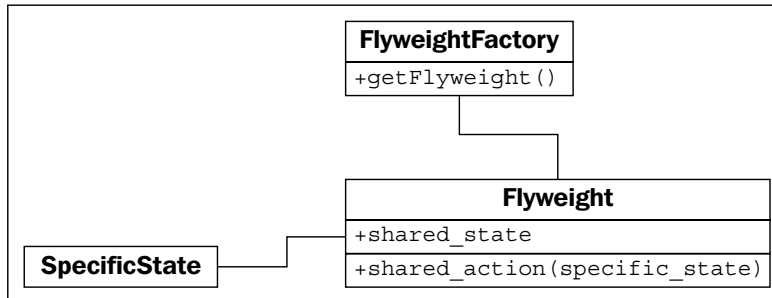 FlyweightFactory
+getFlyweight()
Flyweight
+shared_state
+shared_action(specific_state)
SpecificState